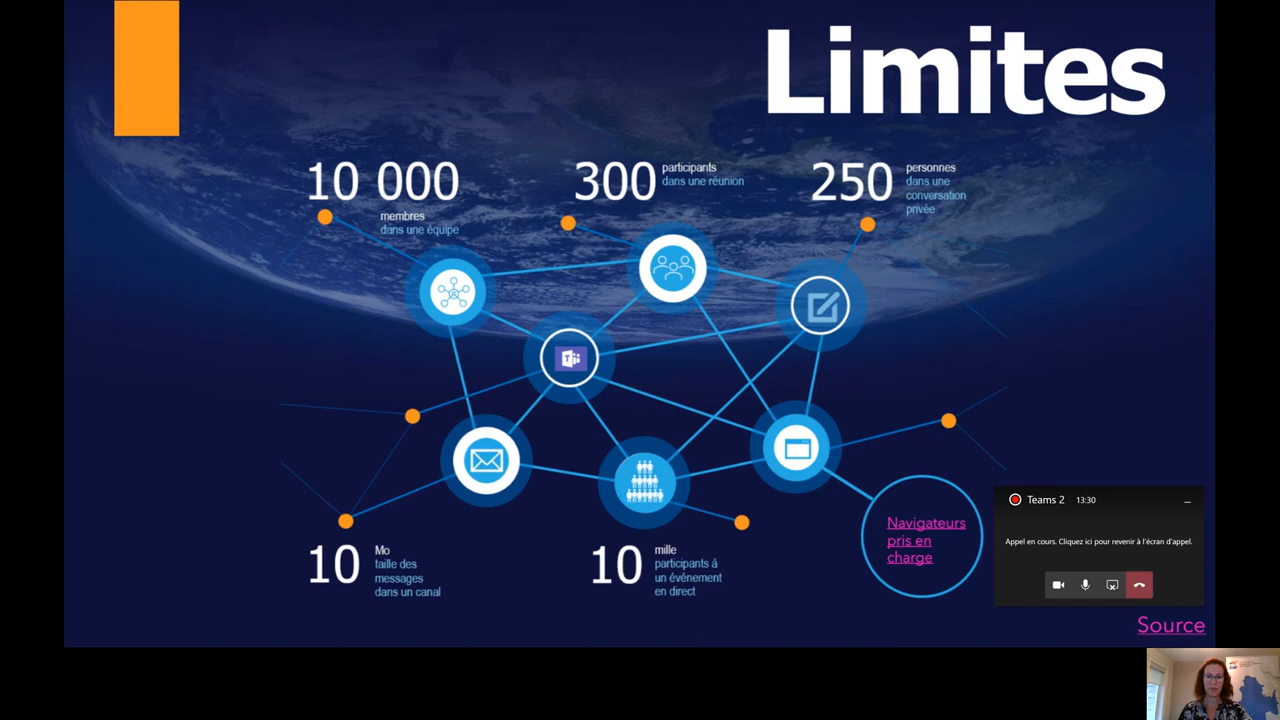 Limites
10 000
membres
dans une équipe
300
participants
dans une réunion
250
personnes
dans une
conversation
privée
10
Mo
taille des
messages
dans un canal
10
mille
participants à
un événement
en direct
Navigateurs
pris en
charge
Teams 2 13:30
Appel en cours. Cliquez ici pour revenir à l'écran d'appel.
Source